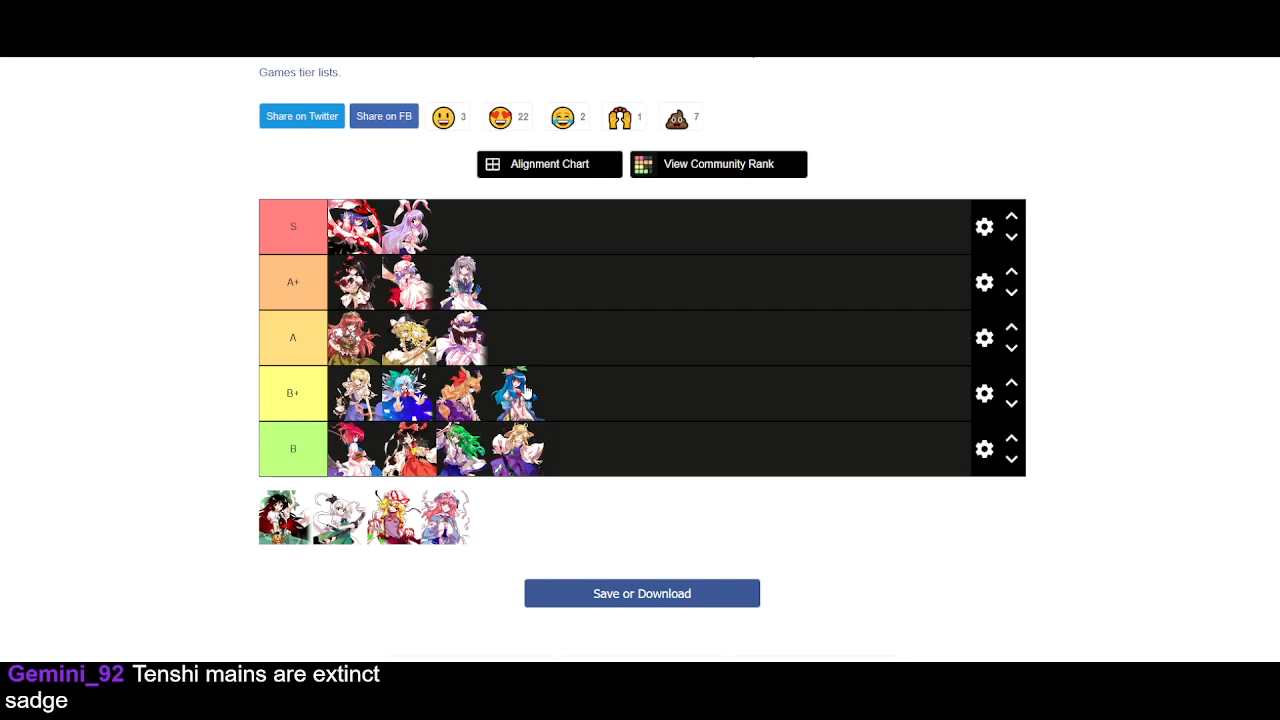 Games tier lists.
Share on Twitter Share on FB 3 22 2 1 7
Alignment Chart View Community Rank
S
A+
A
B+
B
Save or Download
Gemini_92 Tenshi mains are extinct
sadge